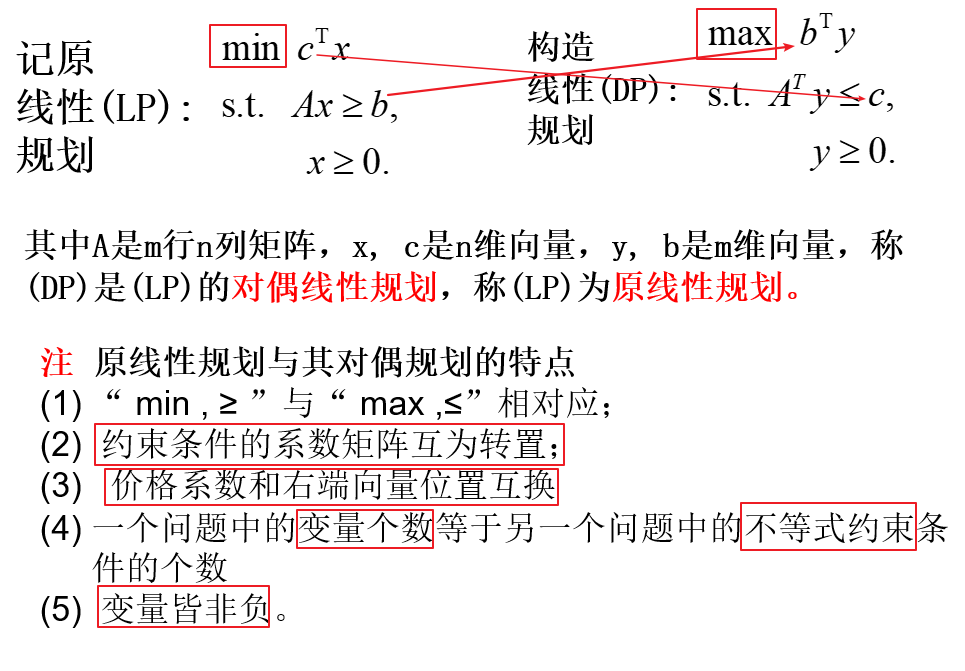 记原
线性(LP):
规划
min cᵀx
s.t. Ax ≥ b,
x ≥ 0.
构造
线性(DP):
规划
max bᵀy
s.t. Aᵀy ≤ c,
y ≥ 0.
其中A是m行n列矩阵，x, c是n维向量，y, b是m维向量，称
(DP)是(LP)的对偶线性规划，称(LP)为原线性规划。
注 原线性规划与其对偶规划的特点
(1) “ min , ≥ ”与“ max ,≤”相对应；
(2) 约束条件的系数矩阵互为转置；
(3) 价格系数和右端向量位置互换
(4) 一个问题中的变量个数等于另一个问题中的不等式约束条
件的个数
(5) 变量皆非负。